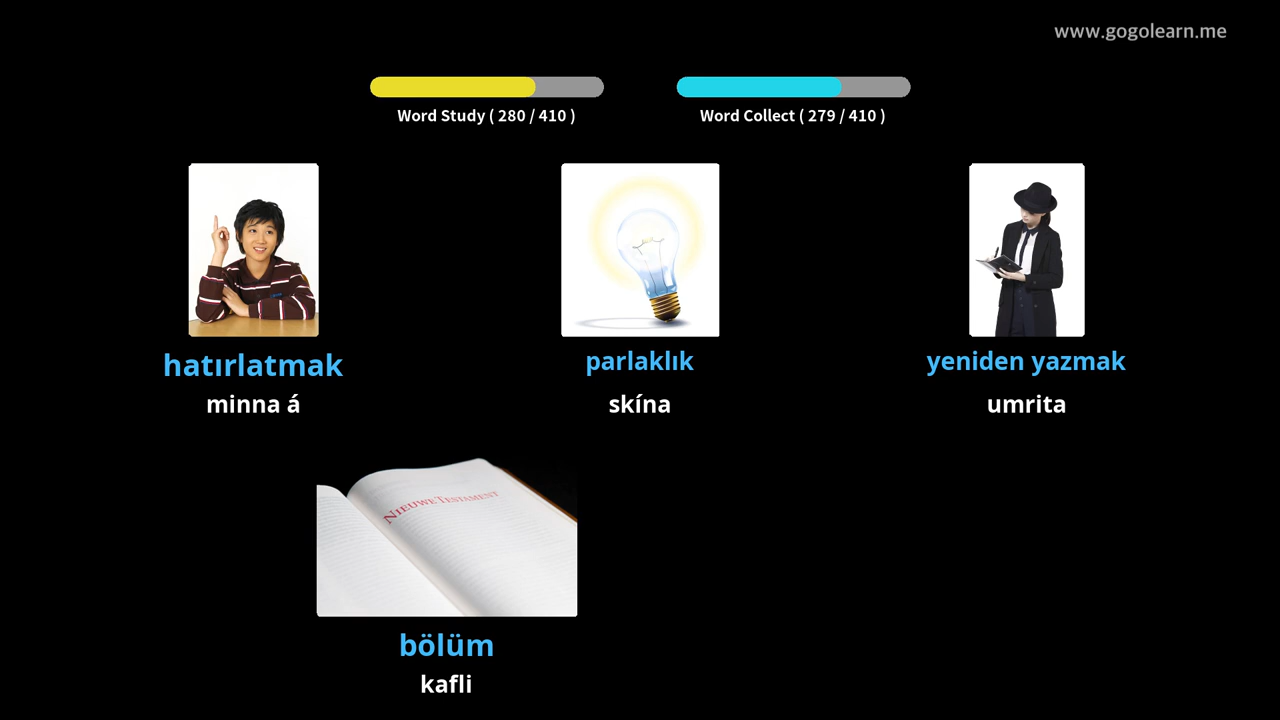 www.gogolearn.me
Word Study ( 280 / 410 )
Word Collect ( 279 / 410 )
hatırlatmak
minna á
parlaklık
skína
yeniden yazmak
umrita
NIEUWE TESTAMENT
bölüm
kafli